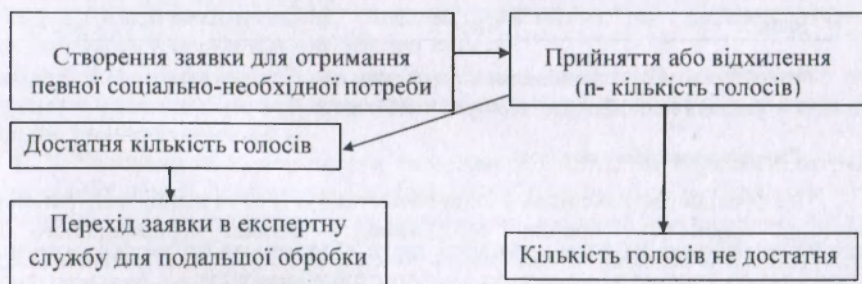 Створення заявки для отримання
певної соціально-необхідної потреби
Прийняття або відхилення
(n- кількість голосів)
Достатня кількість голосів
Перехід заявки в експертну
службу для подальшої обробки
Кількість голосів не достатня